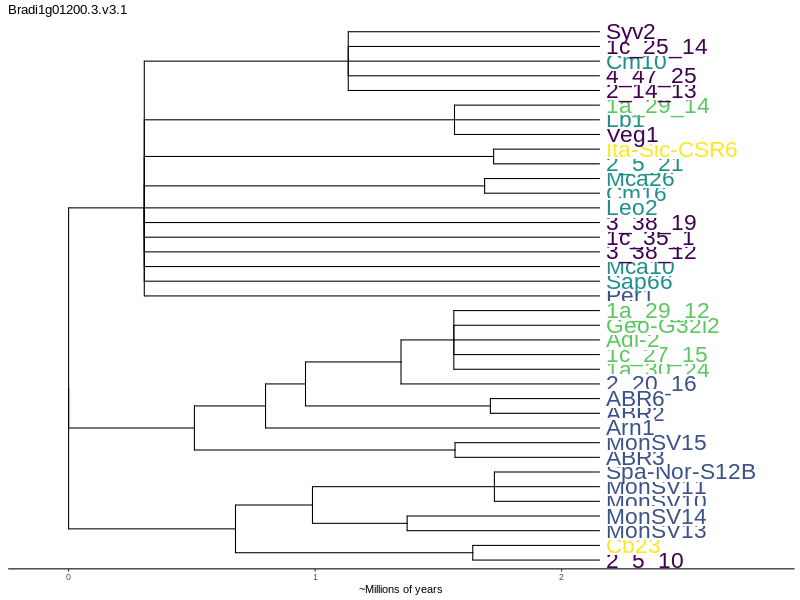 Bradi1g01200.3.v3.1
Syv2
1c_25_14
Cm10
4_47_25
2_14_13
1a_29_14
Lb1
Veg1
Ita-Sic-CSR6
2_5_21
Mca26
Cm16
Leo2
3_38_19
1c_35_1
3_38_12
Mca10
Sap66
Per1
1a_29_12
Geo-G32i2
Adi-2
1c_27_15
1a_30_24
2_20_16
ABR6
ABR2
Arn1
MonSV15
ABR3
Spa-Nor-S12B
MonSV11
MonSV10
MonSV14
MonSV13
Cb23
2_5_10
0 1 2
~Millions of years